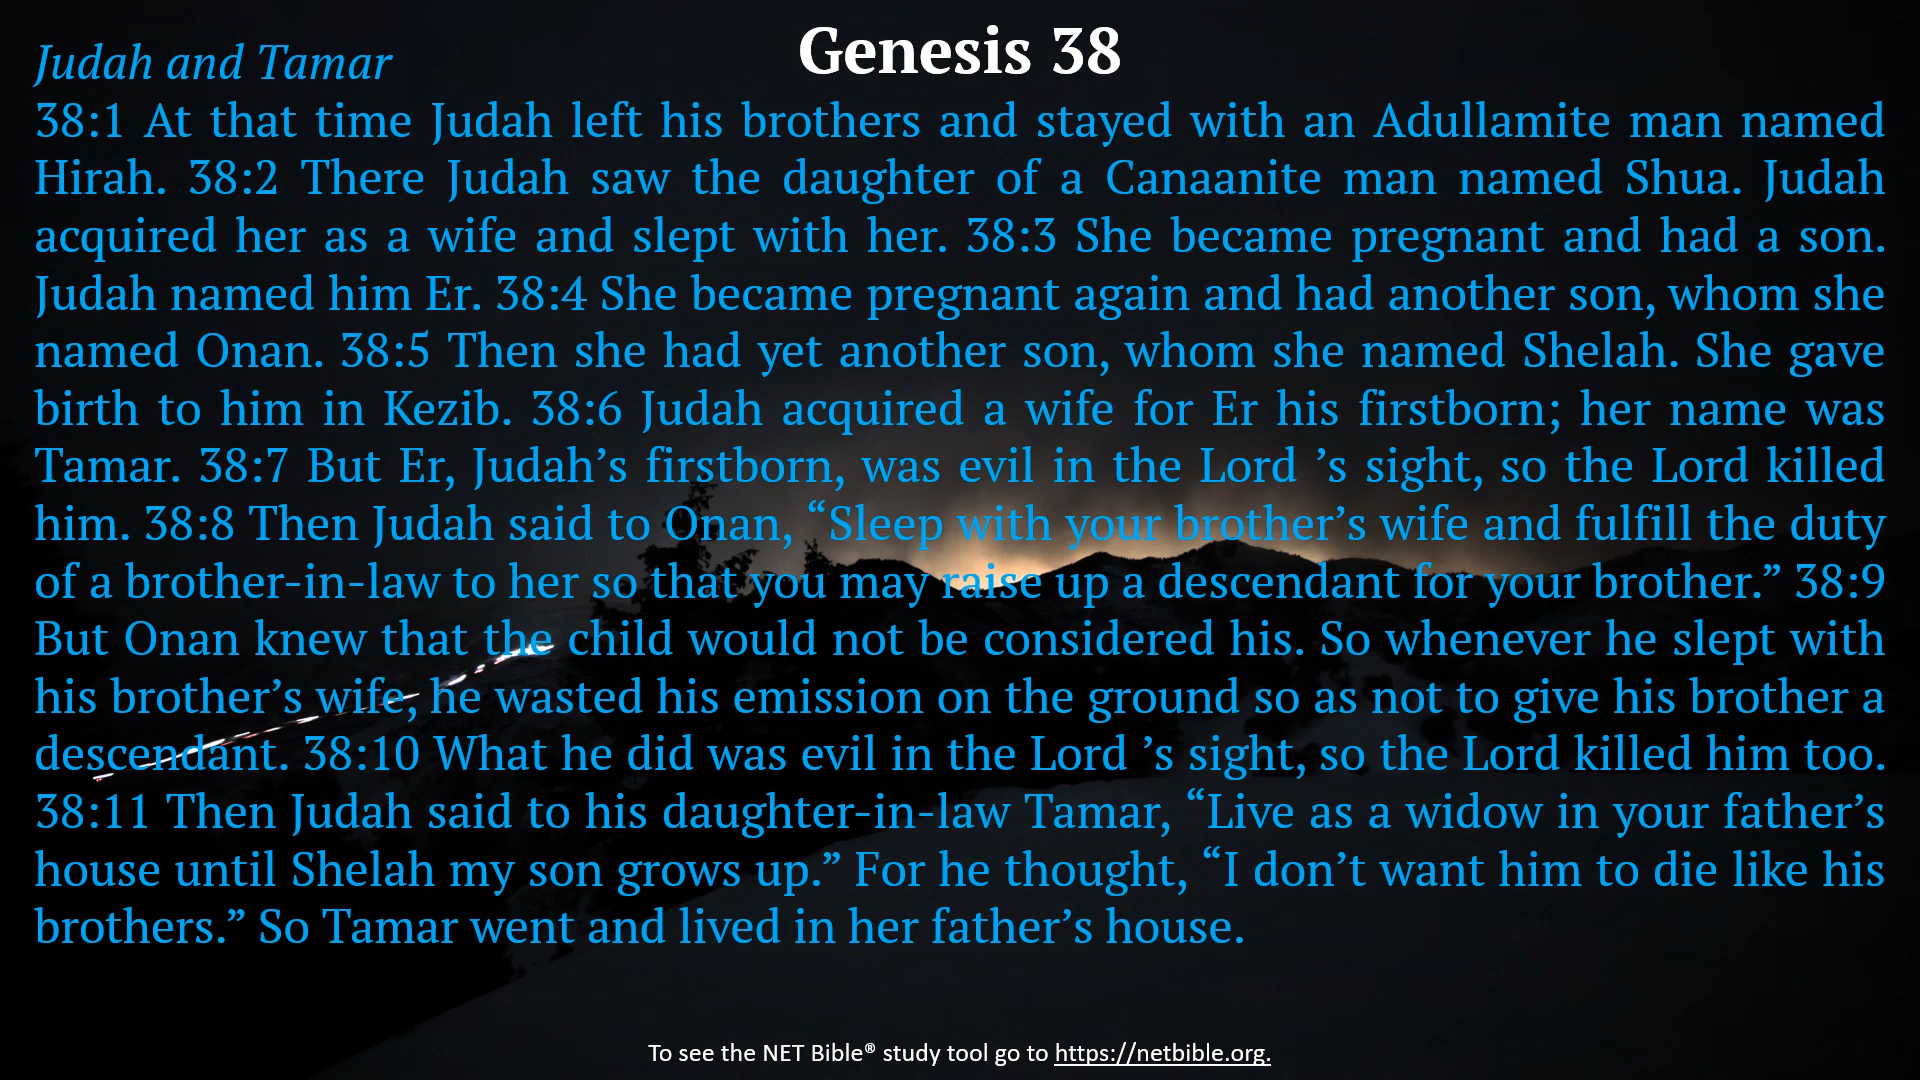 Genesis 38
Judah and Tamar
38:1 At that time Judah left his brothers and stayed with an Adullamite man named
Hirah. 38:2 There Judah saw the daughter of a Canaanite man named Shua. Judah
acquired her as a wife and slept with her. 38:3 She became pregnant and had a son.
Judah named him Er. 38:4 She became pregnant again and had another son, whom she
named Onan. 38:5 Then she had yet another son, whom she named Shelah. She gave
birth to him in Kezib. 38:6 Judah acquired a wife for Er his firstborn; her name was
Tamar. 38:7 But Er, Judah’s firstborn, was evil in the Lord ’s sight, so the Lord killed
him. 38:8 Then Judah said to Onan, “Sleep with your brother’s wife and fulfill the duty
of a brother-in-law to her so that you may raise up a descendant for your brother.” 38:9
But Onan knew that the child would not be considered his. So whenever he slept with
his brother’s wife, he wasted his emission on the ground so as not to give his brother a
descendant. 38:10 What he did was evil in the Lord ’s sight, so the Lord killed him too.
38:11 Then Judah said to his daughter-in-law Tamar, “Live as a widow in your father’s
house until Shelah my son grows up.” For he thought, “I don’t want him to die like his
brothers.” So Tamar went and lived in her father’s house.
To see the NET Bible® study tool go to https://netbible.org.